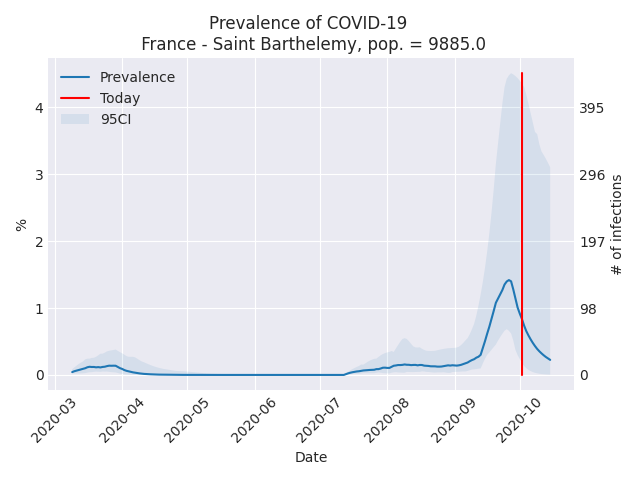 Prevalence of COVID-19
France - Saint Barthelemy, pop. = 9885.0
Prevalence
Today
95CI
4
3
2
1
0
%
395
296
197
98
0
# of infections
2020-03
2020-04
2020-05
2020-06
2020-07
2020-08
2020-09
2020-10
Date